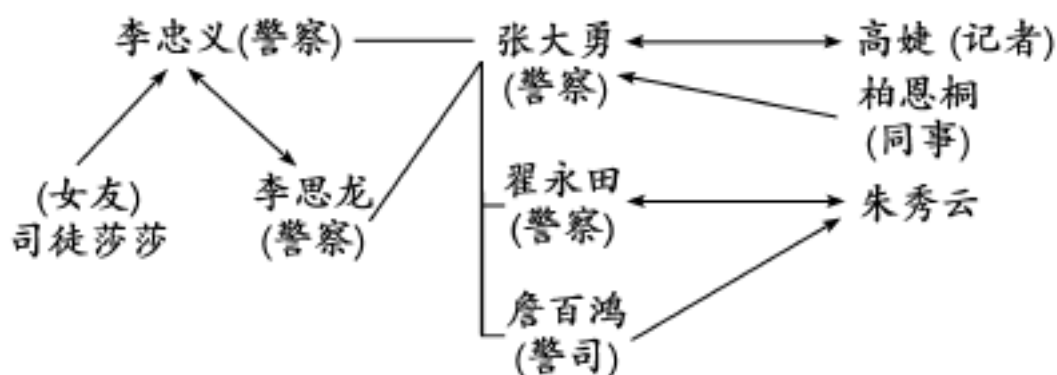 李忠义(警察)
张大勇
(警察)
高婕 (记者)
柏恩桐
(同事)
(女友)
司徒莎莎
李思龙
(警察)
翟永田
(警察)
朱秀云
詹百鸿
(警司)